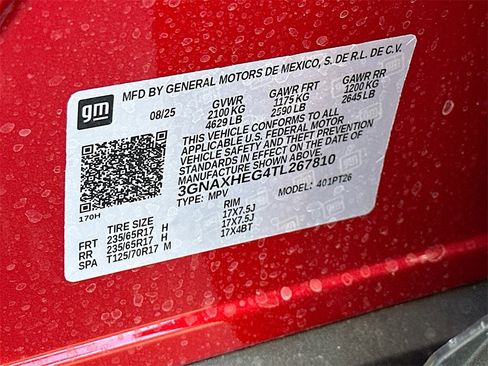 gm
MFD BY GENERAL MOTORS DE MEXICO, S. DE R.L. DE C.V.
08/25 GVWR GAWR FRT GAWR RR
2100 KG 1175 KG 1200 KG
4629 LB 2590 LB 2645 LB
THIS VEHICLE CONFORMS TO ALL
APPLICABLE U.S. FEDERAL MOTOR
VEHICLE SAFETY AND THEFT PREVENTION
STANDARDS IN EFFECT ON THE DATE OF
MANUFACTURE SHOWN ABOVE.
3GNAXHEG4TL267810
TYPE: MPV MODEL: 401PT26
170H
TIRE SIZE RIM
FRT 235/65R17 H 17X7.5J
RR 235/65R17 H 17X7.5J
SPA T125/70R17 M 17X4BT